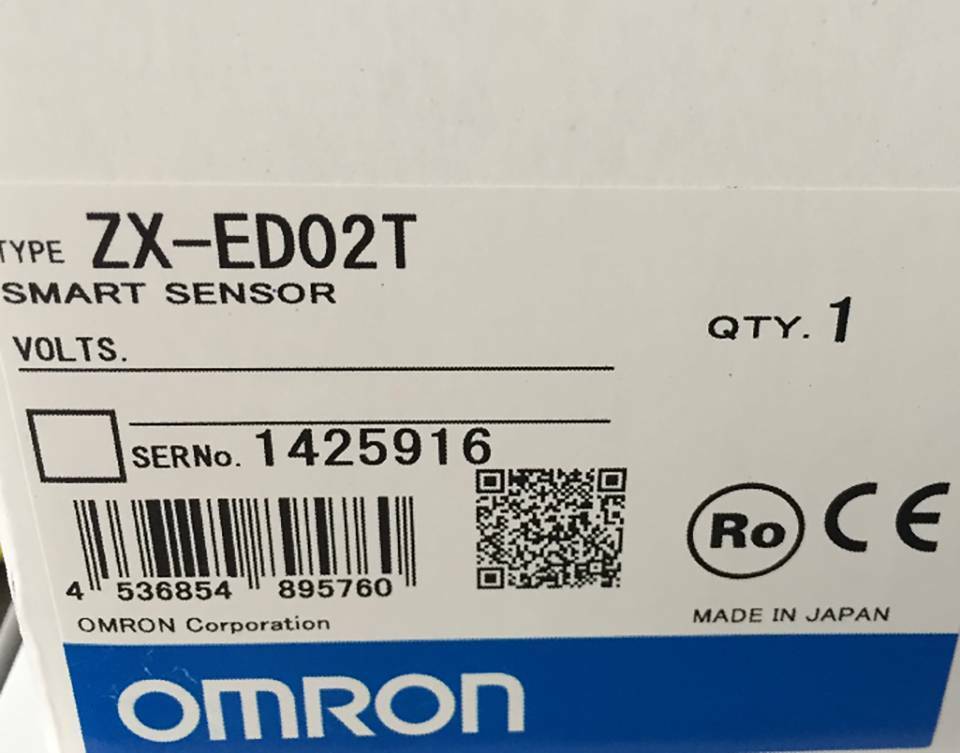 TYPE ZX-ED02T
SMART SENSOR
QTY. 1
VOLTS.
SERNo. 1425916
4 536854 895760
Ro CE
OMRON Corporation
MADE IN JAPAN
OMRON